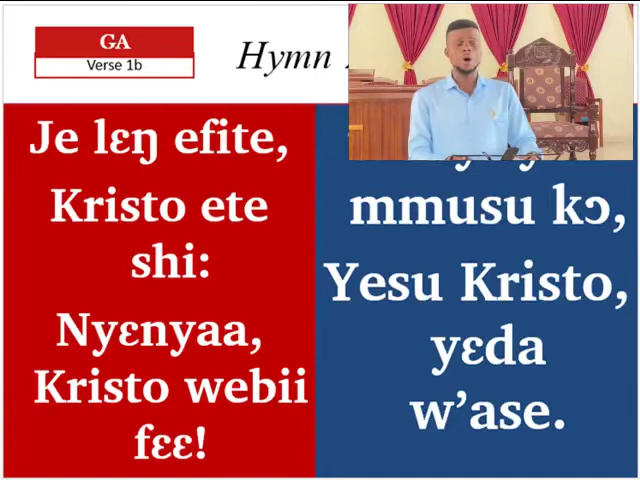 GA
Verse 1b
Hymn
Je lɛŋ efite,
Kristo ete
shi:
Nyɛnyaa,
Kristo webii
fɛɛ!
mmusu kɔ,
Yesu Kristo,
yɛda
w’ase.